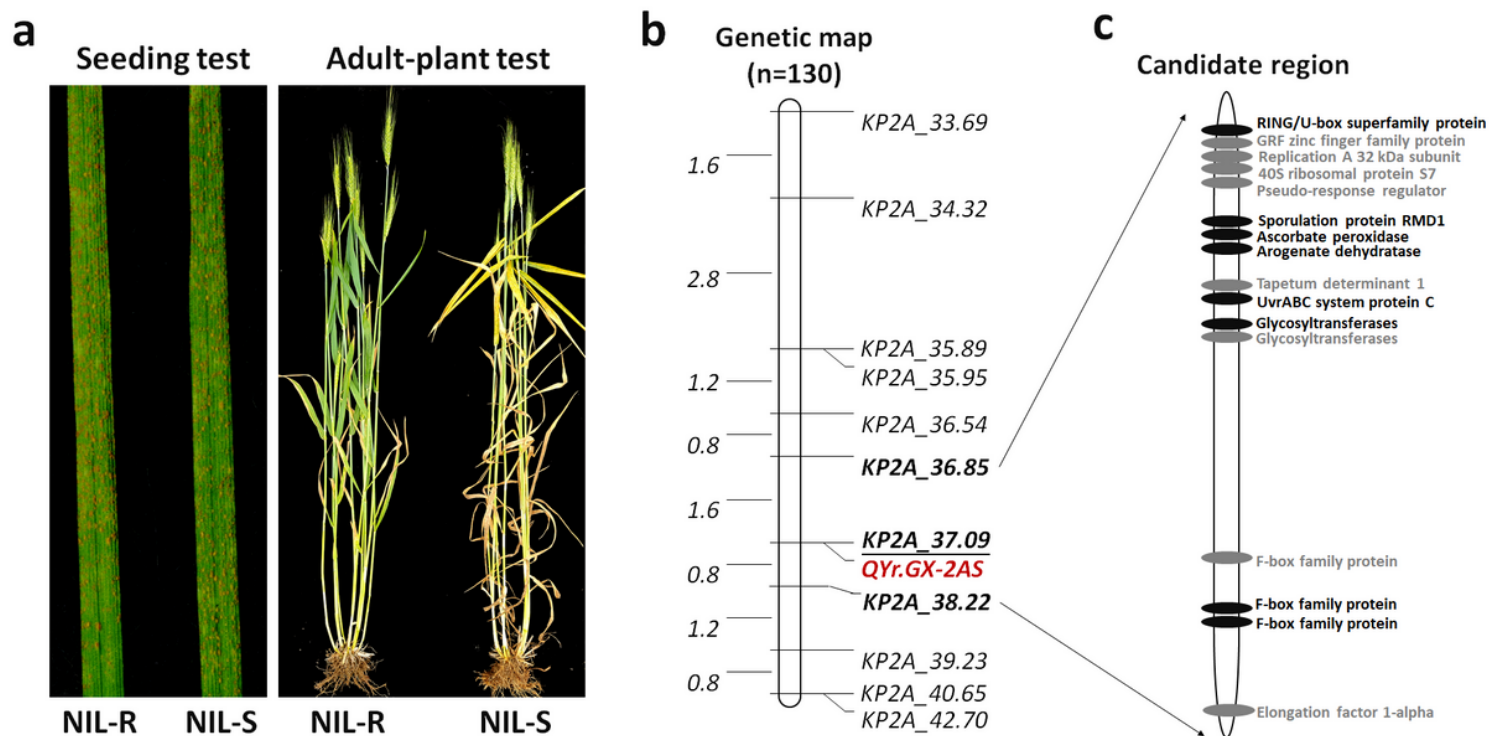 a
Seeding test
Adult-plant test
NIL-R
NIL-S
NIL-R
NIL-S
b
Genetic map
(n=130)
1.6
2.8
1.2
0.8
1.6
0.8
1.2
0.8
KP2A_33.69
KP2A_34.32
KP2A_35.89
KP2A_35.95
KP2A_36.54
KP2A_36.85
KP2A_37.09
QYr.GX-2AS
KP2A_38.22
KP2A_39.23
KP2A_40.65
KP2A_42.70
c
Candidate region
RING/U-box superfamily protein
GRF zinc finger family protein
Replication A 32 kDa subunit
40S ribosomal protein S7
Pseudo-response regulator
Sporulation protein RMD1
Ascorbate peroxidase
Arogenate dehydratase
Tapetum determinant 1
UvrABC system protein C
Glycosyltransferases
Glycosyltransferases
F-box family protein
F-box family protein
F-box family protein
Elongation factor 1-alpha